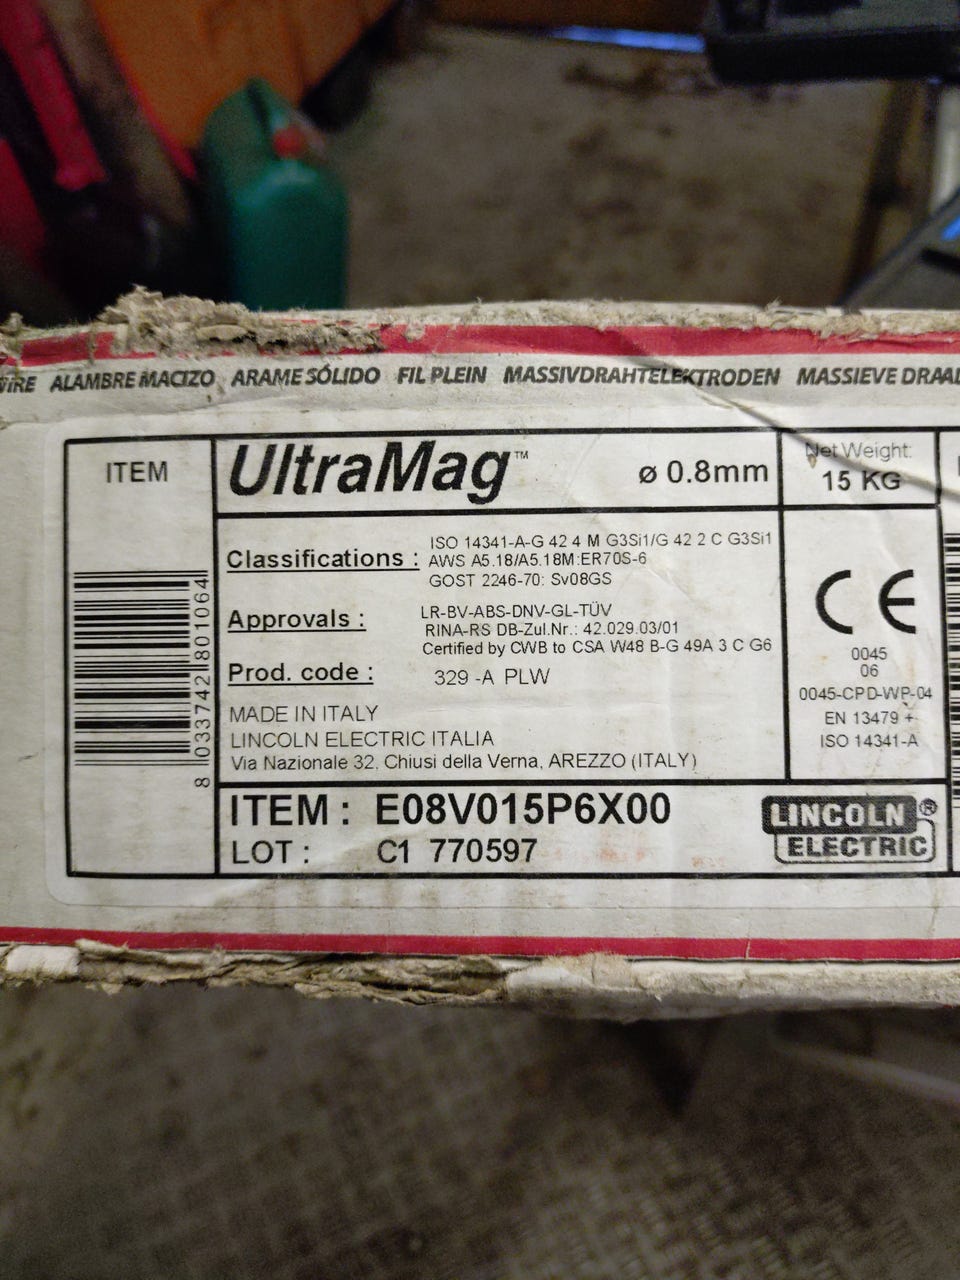 WIRE ALAMBRE MACIZO ARAME SÓLIDO FIL PLEIN MASSIVDRAHTELEKTRODEN MASSIEVE
ITEM
8 033742 801064
UltraMag™ ø 0.8mm
Net Weight:
15 KG
Classifications : ISO 14341-A-G 42 4 M G3Si1/G 42 2 C G3Si1
AWS A5.18/A5.18M:ER70S-6
GOST 2246-70: Sv08GS
Approvals : LR-BV-ABS-DNV-GL-TÜV
RINA-RS DB-Zul.Nr.: 42.029.03/01
Certified by CWB to CSA W48 B-G 49A 3 C G6
Prod. code : 329 -A PLW
MADE IN ITALY
LINCOLN ELECTRIC ITALIA
Via Nazionale 32, Chiusi della Verna, AREZZO (ITALY)
CE
0045
06
0045-CPD-WP-04
EN 13479 +
ISO 14341-A
ITEM : E08V015P6X00
LOT : C1 770597
LINCOLN ®
ELECTRIC